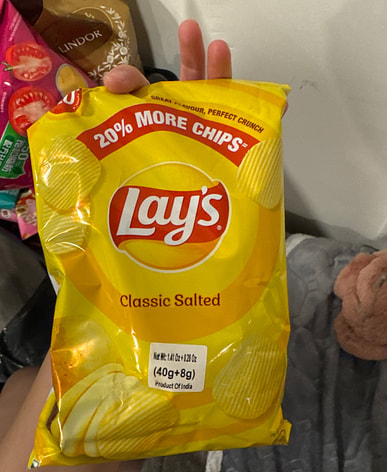 LINDOR
GREAT FLAVOUR, PERFECT CRUNCH
20% MORE CHIPS*
Lay's
Classic Salted
Net Wt: 1.41 Oz + 0.28 Oz
(40g+8g)
Product Of India